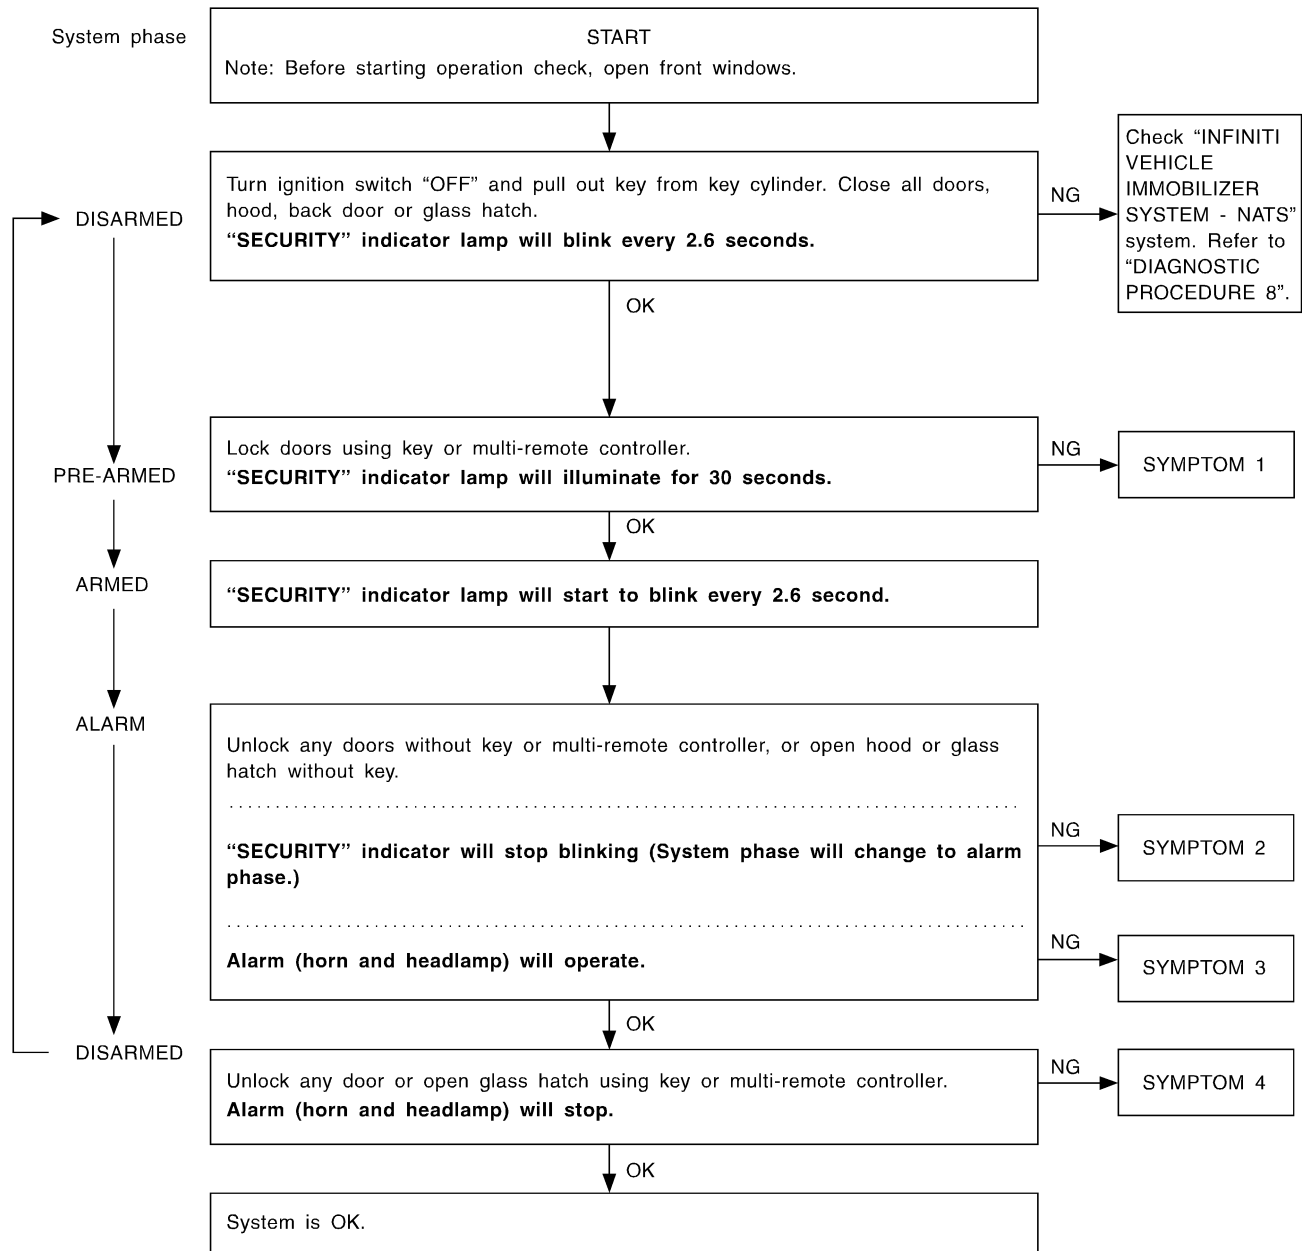 System phase
START
Note: Before starting operation check, open front windows.
Turn ignition switch “OFF” and pull out key from key cylinder. Close all doors,
hood, back door or glass hatch.
“SECURITY” indicator lamp will blink every 2.6 seconds.
NG
Check “INFINITI
VEHICLE
IMMOBILIZER
SYSTEM - NATS”
system. Refer to
“DIAGNOSTIC
PROCEDURE 8”.
DISARMED
OK
Lock doors using key or multi-remote controller.
“SECURITY” indicator lamp will illuminate for 30 seconds.
NG
SYMPTOM 1
PRE-ARMED
OK
ARMED
“SECURITY” indicator lamp will start to blink every 2.6 second.
ALARM
Unlock any doors without key or multi-remote controller, or open hood or glass
hatch without key.
“SECURITY” indicator will stop blinking (System phase will change to alarm
phase.)
NG
SYMPTOM 2
Alarm (horn and headlamp) will operate.
NG
SYMPTOM 3
OK
DISARMED
Unlock any door or open glass hatch using key or multi-remote controller.
Alarm (horn and headlamp) will stop.
NG
SYMPTOM 4
OK
System is OK.